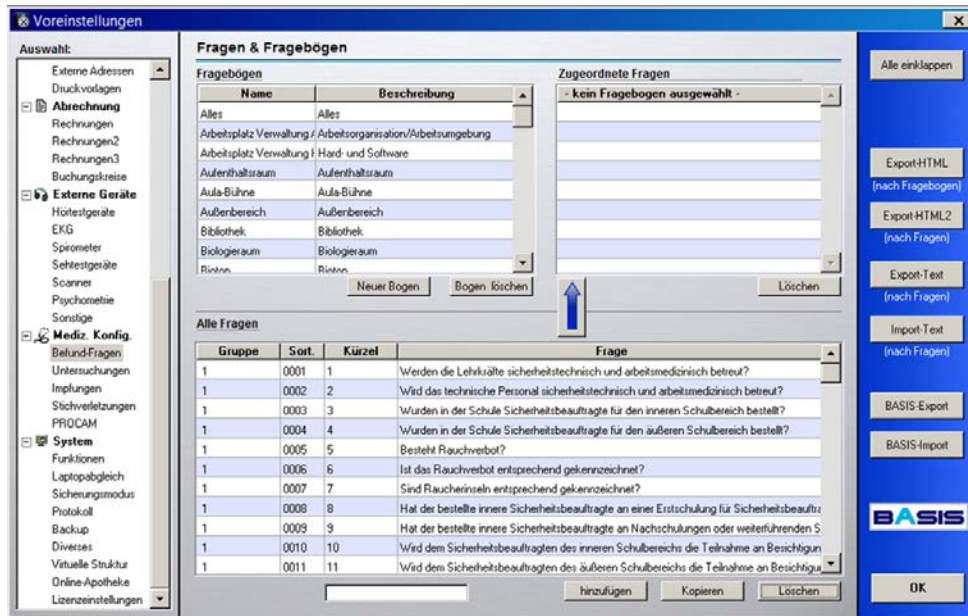 Voreinstellungen
Auswahl:
Externe Adressen
Druckvorlagen
Abrechnung
Rechnungen
Rechnungen2
Rechnungen3
Buchungskreise
Externe Geräte
Hörtestgeräte
EKG
Spirometer
Sehtestgeräte
Scanner
Psychometrie
Sonstige
Mediz. Konfig.
Befund-Fragen
Untersuchungen
Impfungen
Stichverletzungen
PROCAM
System
Funktionen
Laptopabgleich
Sicherungsmodus
Protokoll
Backup
Diverses
Virtuelle Struktur
Online-Apotheke
Lizenzeinstellungen
Fragen & Fragebögen
Fragebögen
Name Beschreibung
Alles Alles
Arbeitsplatz Verwaltung Arbeitsorganisation/Arbeitsumgebung
Arbeitsplatz Verwaltung Hard- und Software
Aufenthaltsraum Aufenthaltsraum
Aula-Bühne Aula-Bühne
Außenbereich Außenbereich
Bibliothek Bibliothek
Biologieraum Biologieraum
Neuer Bogen Bogen löschen
Zugeordnete Fragen
- kein Fragebogen ausgewählt -
Löschen
Alle Fragen
Gruppe Sort. Kürzel Frage
1 0001 1 Werden die Lehrkräfte sicherheitstechnisch und arbeitsmedizinisch betreut?
1 0002 2 Wird das technische Personal sicherheitstechnisch und arbeitsmedizinisch betreut?
1 0003 3 Wurden in der Schule Sicherheitsbeauftragte für den inneren Schulbereich bestellt?
1 0004 4 Wurden in der Schule Sicherheitsbeauftragte für den äußeren Schulbereich bestellt?
1 0005 5 Besteht Rauchverbot?
1 0006 6 Ist das Rauchverbot entsprechend gekennzeichnet?
1 0007 7 Sind Raucherinseln entsprechend gekennzeichnet?
1 0008 8 Hat der bestellte innere Sicherheitsbeauftragte an einer Erstschulung für Sicherheitsbeauftra
1 0009 9 Hat der bestellte innere Sicherheitsbeauftragte an Nachschulungen oder weiterführenden S
1 0010 10 Wird dem Sicherheitsbeauftragten des inneren Schulbereichs die Teilnahme an Besichtigun
1 0011 11 Wird dem Sicherheitsbeauftragten des äußeren Schulbereichs die Teilnahme an Besichtigu
hinzufügen Kopieren Löschen
Alle einklappen
Export-HTML
(nach Fragebogen)
Export-HTML2
(nach Fragen)
Export-Text
(nach Fragen)
Import-Text
(nach Fragen)
BASIS-Export
BASIS-Import
BASIS
OK